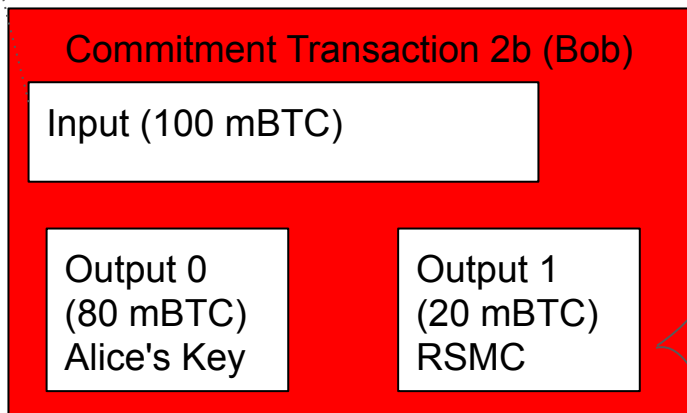 Commitment Transaction 2b (Bob)
Input (100 mBTC)
Output 0
(80 mBTC)
Alice's Key
Output 1
(20 mBTC)
RSMC